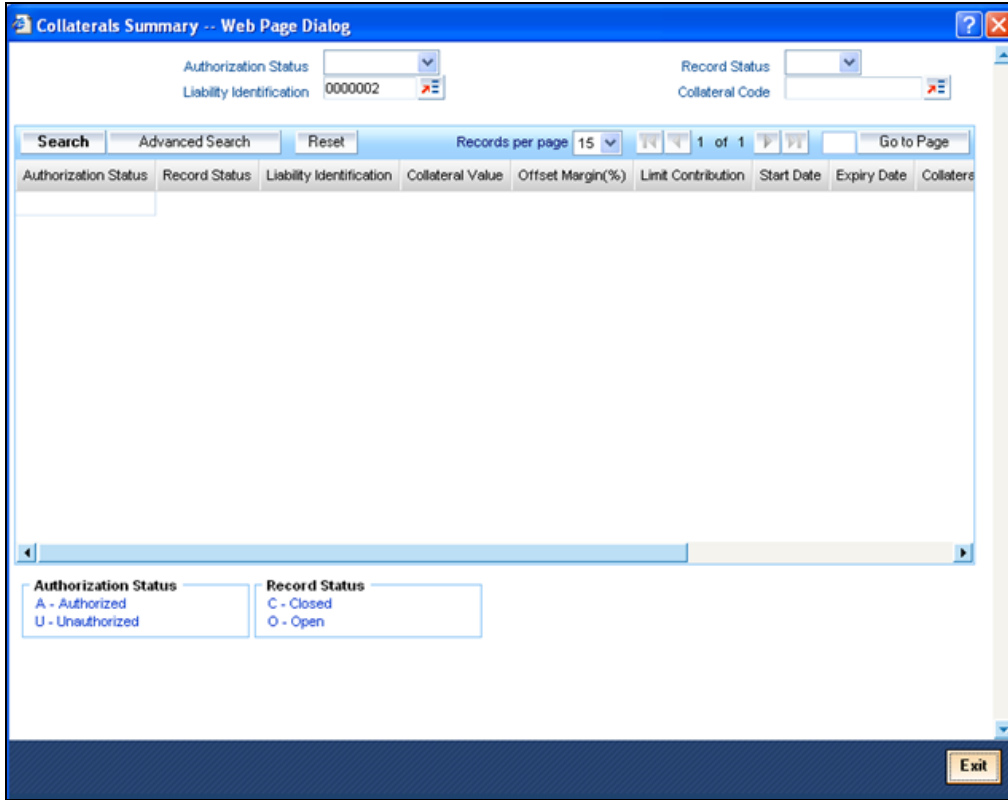 Collaterals Summary -- Web Page Dialog
Authorization Status
Record Status
Liability Identification 0000002
Collateral Code
Search Advanced Search Reset Records per page 15 1 of 1 Go to Page
Authorization Status Record Status Liability Identification Collateral Value Offset Margin(%) Limit Contribution Start Date Expiry Date Collatera
Authorization Status
A - Authorized
U - Unauthorized
Record Status
C - Closed
O - Open
Exit